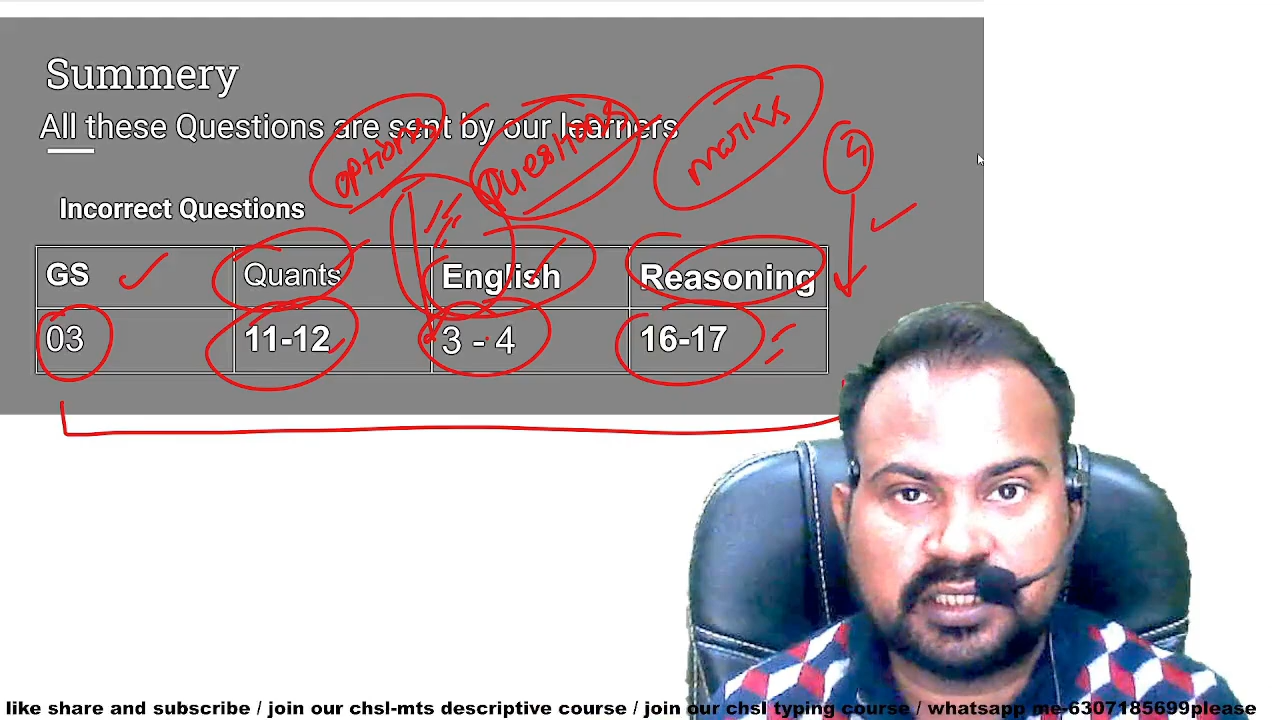 Summery
All these Questions are sent by our learners
options Questions marks
Incorrect Questions
GS Quants English Reasoning
03 11-12 3 - 4 16-17
like share and subscribe / join our chsl-mts descriptive course / join our chsl typing course / whatsapp me-6307185699please